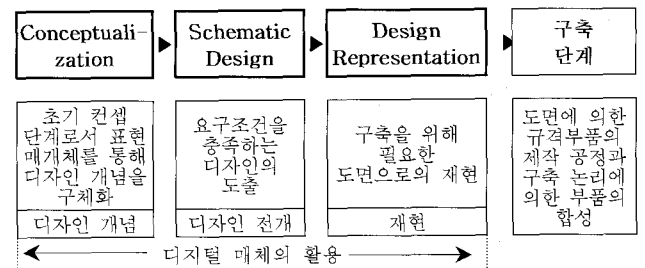 Conceptuali-
zation
Schematic
Design
Design
Representation
구축
단계
초기 컨셉
단계로서 표현
매개체를 통해
디자인 개념을
구체화
디자인 개념
요구조건을
충족하는
디자인의
도출
디자인 전개
구축을 위해
필요한
도면으로의 재현
재현
도면에 의한
규격부품의
제작 공정과
구축 논리에
의한 부품의
합성
디지털 매체의 활용